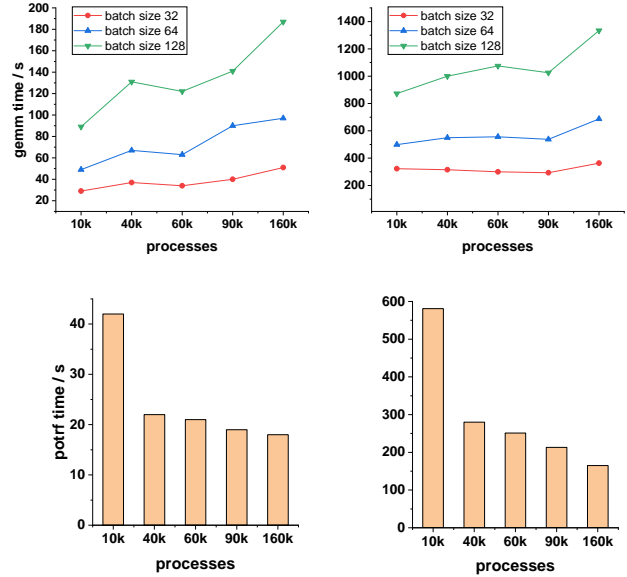 batch size 32
batch size 64
batch size 128
gemm time / s
200
180
160
140
120
100
80
60
40
20
10k 40k 60k 90k 160k
processes
batch size 32
batch size 64
batch size 128
1400
1200
1000
800
600
400
200
10k 40k 60k 90k 160k
processes
potrf time / s
40
20
0
10k 40k 60k 90k 160k
processes
600
500
400
300
200
100
0
10k 40k 60k 90k 160k
processes